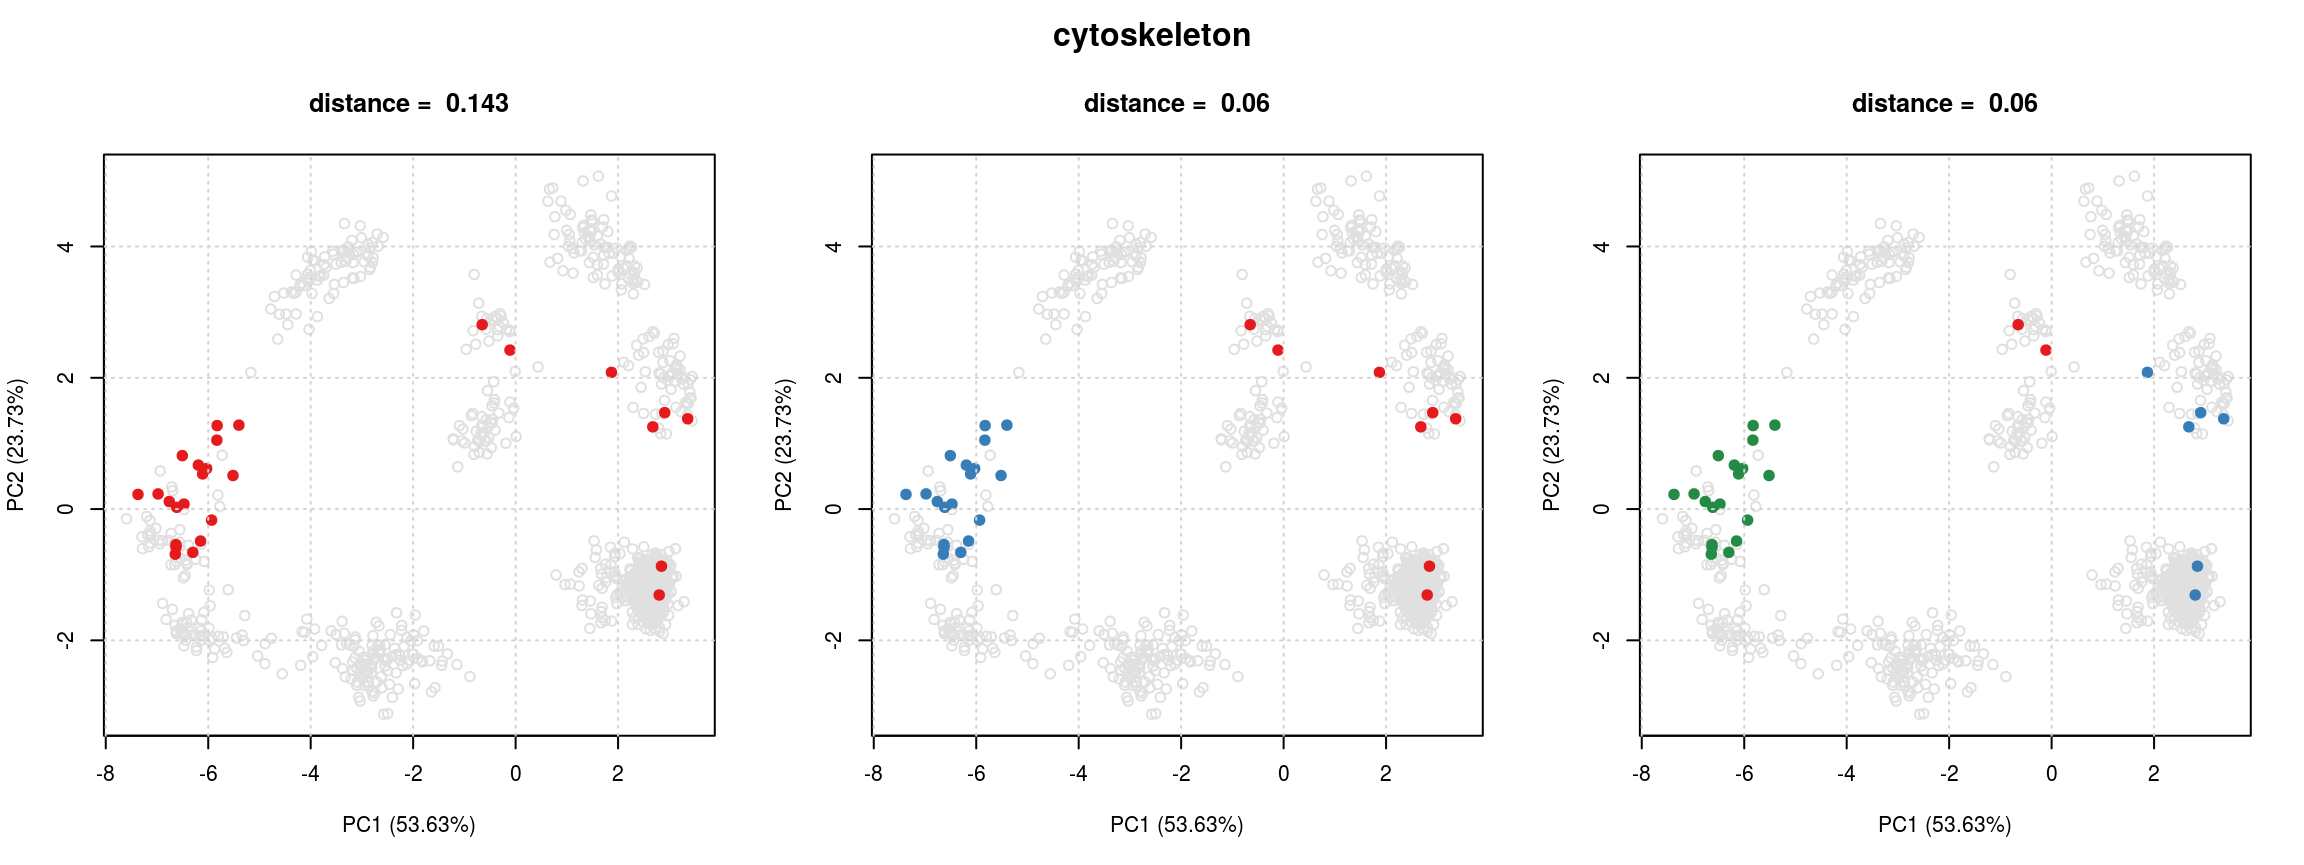 cytoskeleton
distance =  0.143
PC2 (23.73%)
4
2
0
-2
-8 -6 -4 -2 0 2
PC1 (53.63%)
distance =  0.06
PC2 (23.73%)
4
2
0
-2
-8 -6 -4 -2 0 2
PC1 (53.63%)
distance =  0.06
PC2 (23.73%)
4
2
0
-2
-8 -6 -4 -2 0 2
PC1 (53.63%)